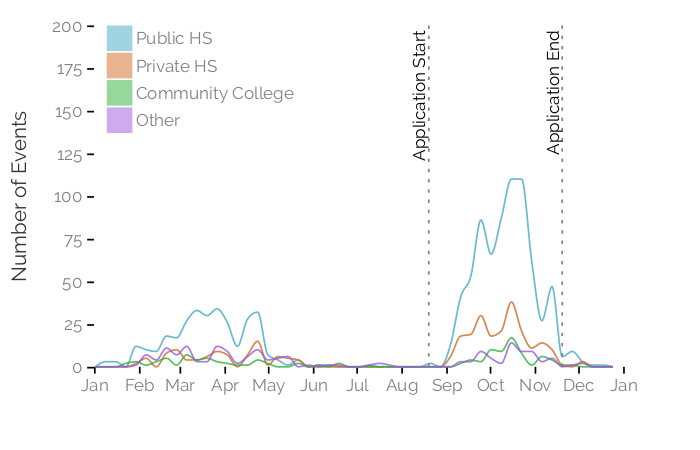 Number of Events
200
175
150
125
100
75
50
25
0
Public HS
Private HS
Community College
Other
Application Start
Application End
Jan Feb Mar Apr May Jun Jul Aug Sep Oct Nov Dec Jan